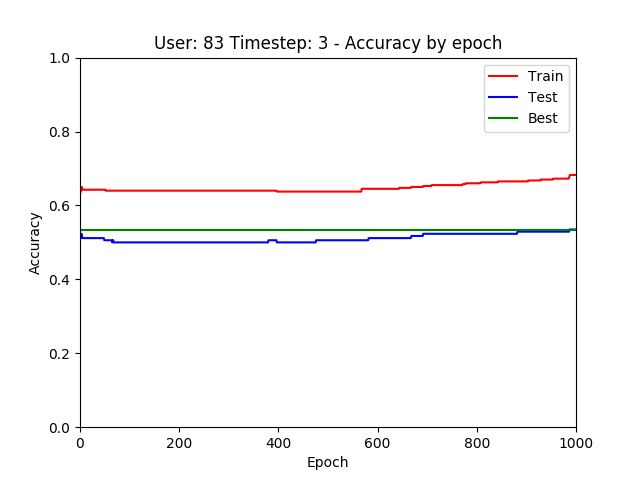 User: 83 Timestep: 3 - Accuracy by epoch
1.0
0.8
0.6
0.4
0.2
0.0
Accuracy
Train
Test
Best
0 200 400 600 800 1000
Epoch